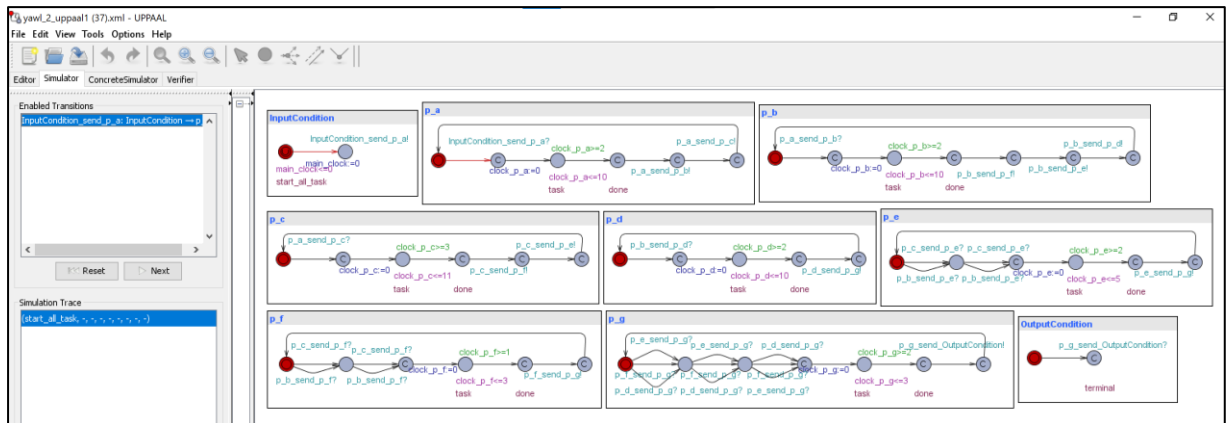 yawl_2_uppaal1 (37).xml - UPPAAL
File Edit View Tools Options Help
Editor Simulator ConcreteSimulator Verifier
Enabled Transitions
InputCondition_send_p_a: InputCondition → p
Reset Next
Simulation Trace
(start_all_task, -, -, -, -, -, -, -, -)
InputCondition
InputCondition_send_p_a!
main_clock:=0
main_clock<=0
start_all_task
p_a
InputCondition_send_p_a?
clock_p_a>=2
p_a_send_p_c!
clock_p_a:=0
clock_p_a<=10
p_a_send_p_b!
task done
p_b
p_a_send_p_b?
clock_p_b>=2
p_b_send_p_d!
clock_p_b:=0
clock_p_b<=10
p_b_send_p_f!
p_b_send_p_e!
task done
p_c
p_a_send_p_c?
clock_p_c>=3
p_c_send_p_e!
clock_p_c:=0
clock_p_c<=11
p_c_send_p_f!
task done
p_d
p_b_send_p_d?
clock_p_d>=2
clock_p_d:=0
clock_p_d<=10
p_d_send_p_g!
task done
p_e
p_c_send_p_e? p_c_send_p_e?
clock_p_e>=2
p_b_send_p_e? p_b_send_p_e?
clock_p_e:=0
clock_p_e<=5
p_e_send_p_g!
task done
p_f
p_c_send_p_f? p_c_send_p_f?
clock_p_f>=1
p_b_send_p_f? p_b_send_p_f?
clock_p_f:=0
clock_p_f<=3
p_f_send_p_g!
task done
p_g
p_e_send_p_g? p_e_send_p_g? p_d_send_p_g?
clock_p_g>=2
p_g_send_OutputCondition!
p_f_send_p_g? p_f_send_p_g? p_f_send_p_g?
clock_p_g:=0
p_d_send_p_g? p_d_send_p_g? p_e_send_p_g?
clock_p_g<=3
task done
OutputCondition
p_g_send_OutputCondition?
terminal